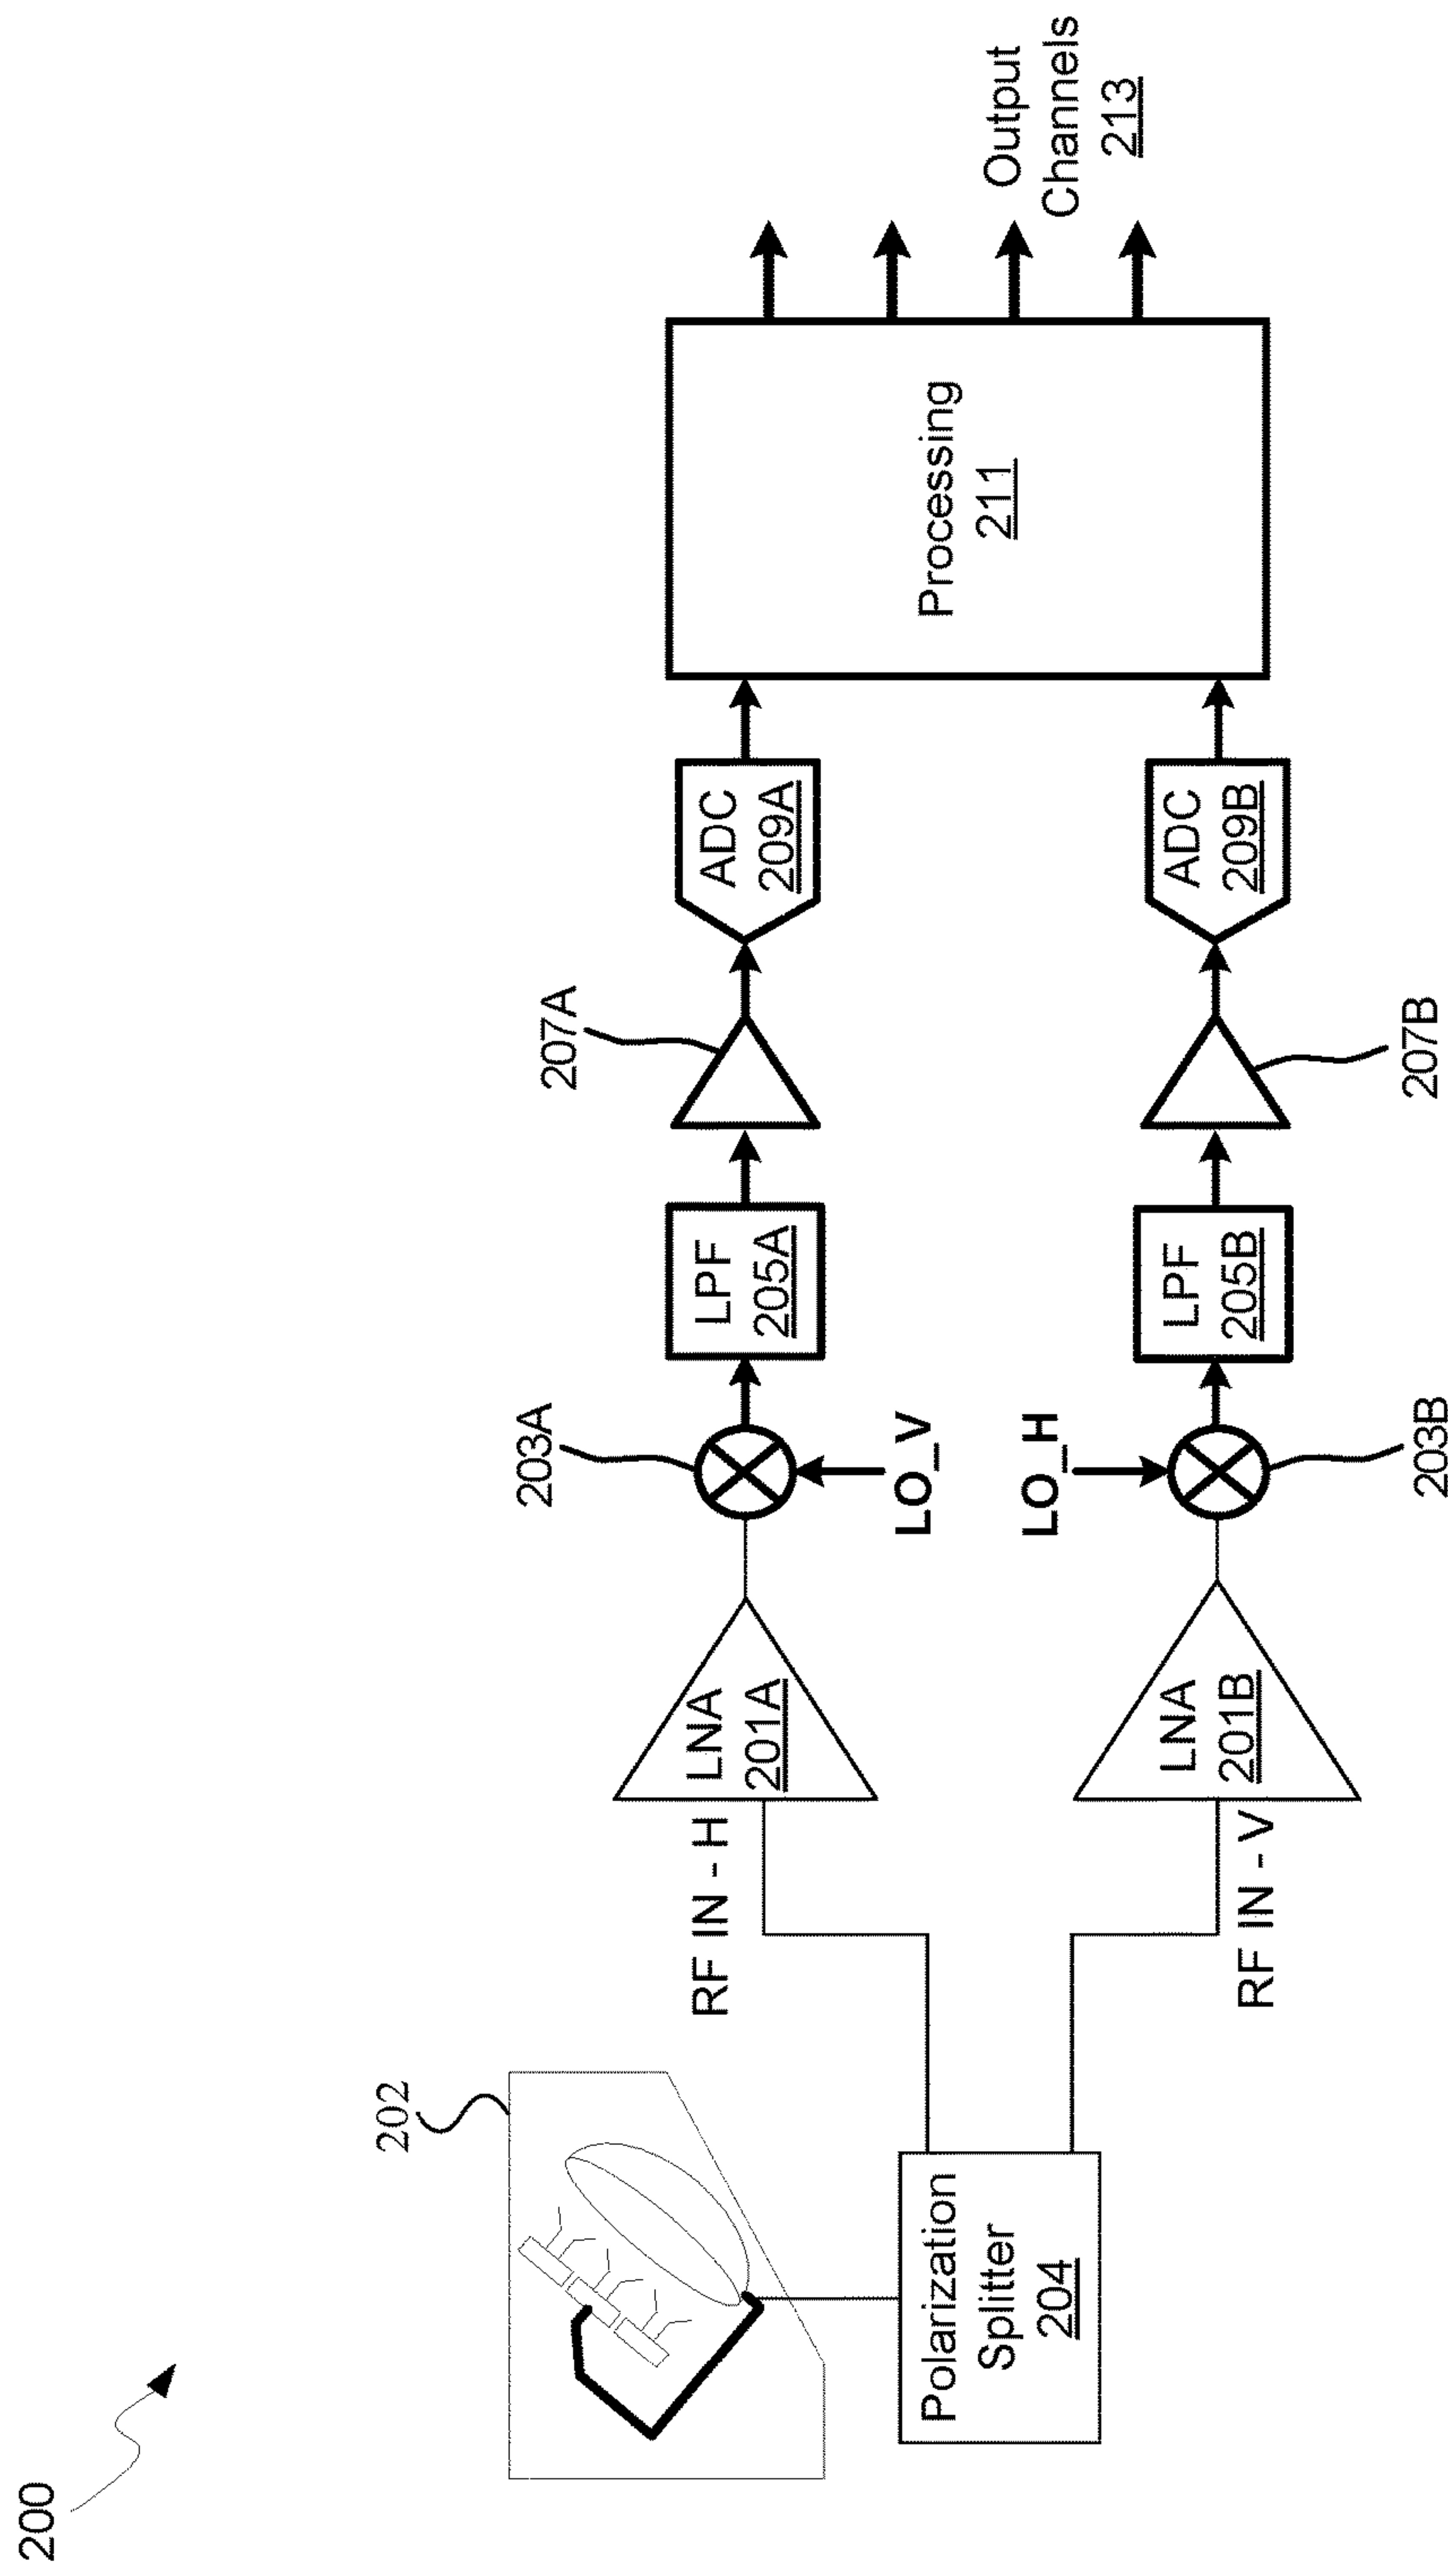 200
202
Polarization
Splitter
204
RF IN - H
RF IN - V
LNA
201A
LNA
201B
203A
LO_V
LO_H
203B
LPF
205A
LPF
205B
207A
207B
ADC
209A
ADC
209B
Processing
211
Output
Channels
213